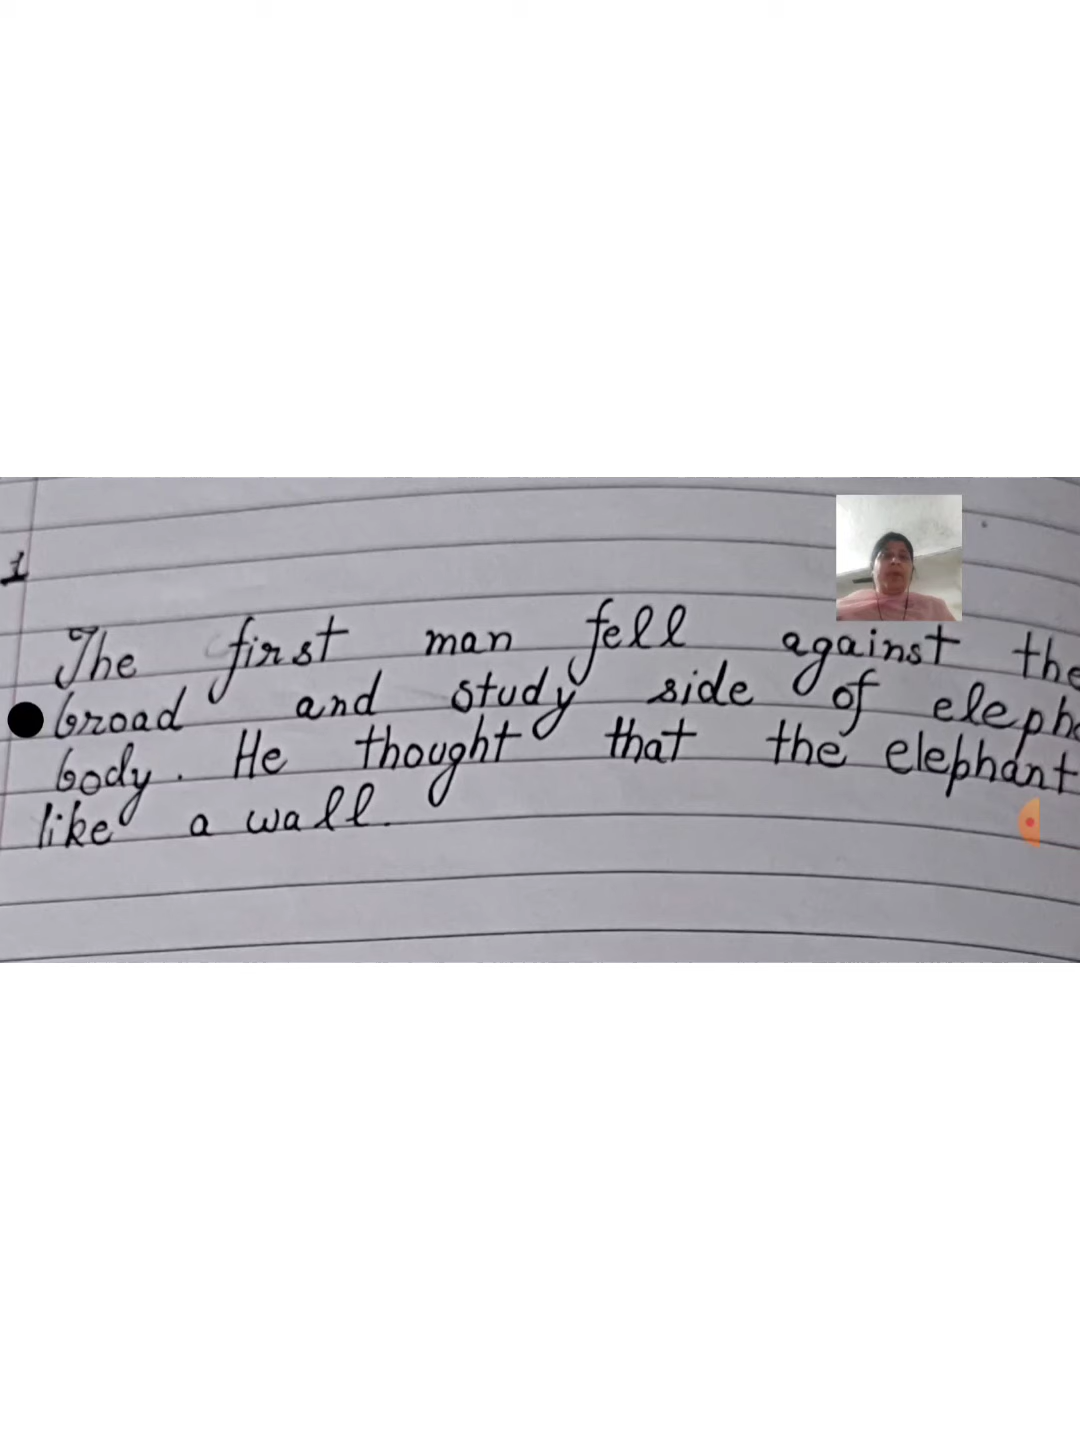 1
The first man fell against the
broad and study side of eleph
body. He thought that the elephant
like a wall.